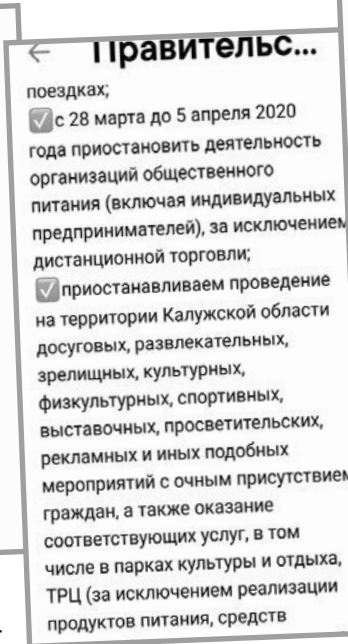 ← Правительс...
поездках;
✅с 28 марта до 5 апреля 2020
года приостановить деятельность
организаций общественного
питания (включая индивидуальных
предпринимателей), за исключением
дистанционной торговли;
✅приостанавливаем проведение
на территории Калужской области
досуговых, развлекательных,
зрелищных, культурных,
физкультурных, спортивных,
выставочных, просветительских,
рекламных и иных подобных
мероприятий с очным присутствием
граждан, а также оказание
соответствующих услуг, в том
числе в парках культуры и отдыха,
ТРЦ (за исключением реализации
продуктов питания, средств